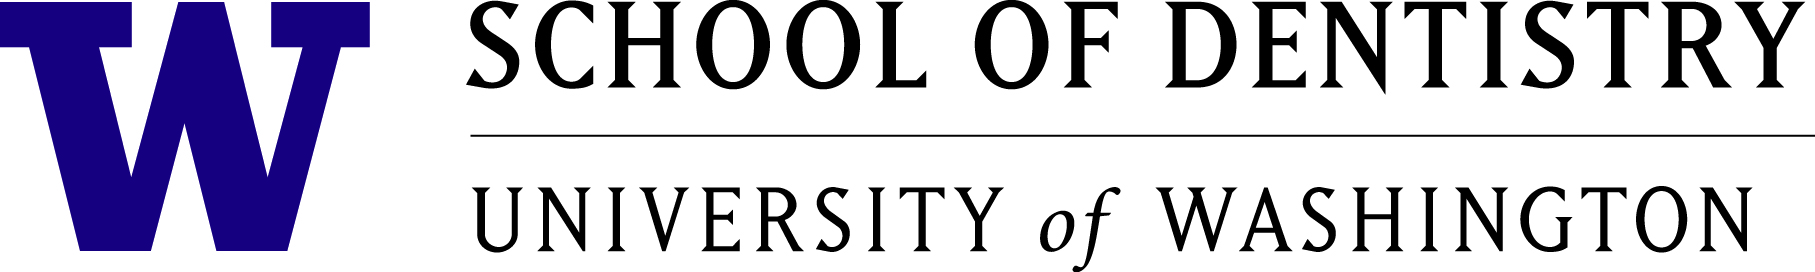 W
SCHOOL OF DENTISTRY
UNIVERSITY of WASHINGTON